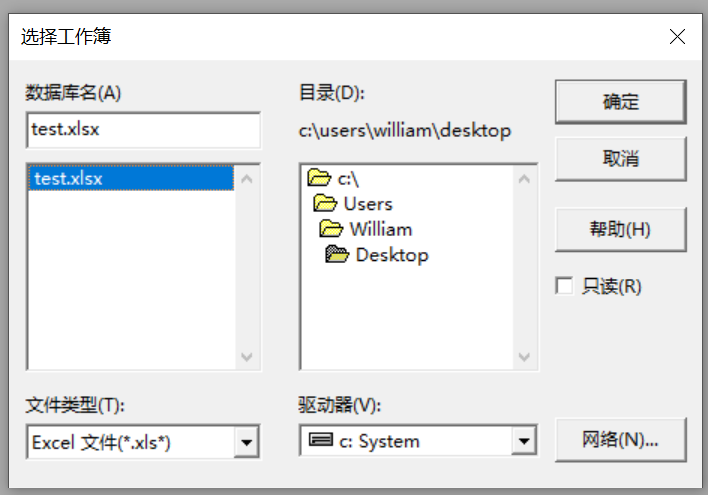 选择工作簿
数据库名(A)
test.xlsx
test.xlsx
目录(D):
c:\users\william\desktop
c:\
Users
William
Desktop
确定
取消
帮助(H)
只读(R)
文件类型(T):
Excel 文件(*.xls*)
驱动器(V):
c: System
网络(N)...